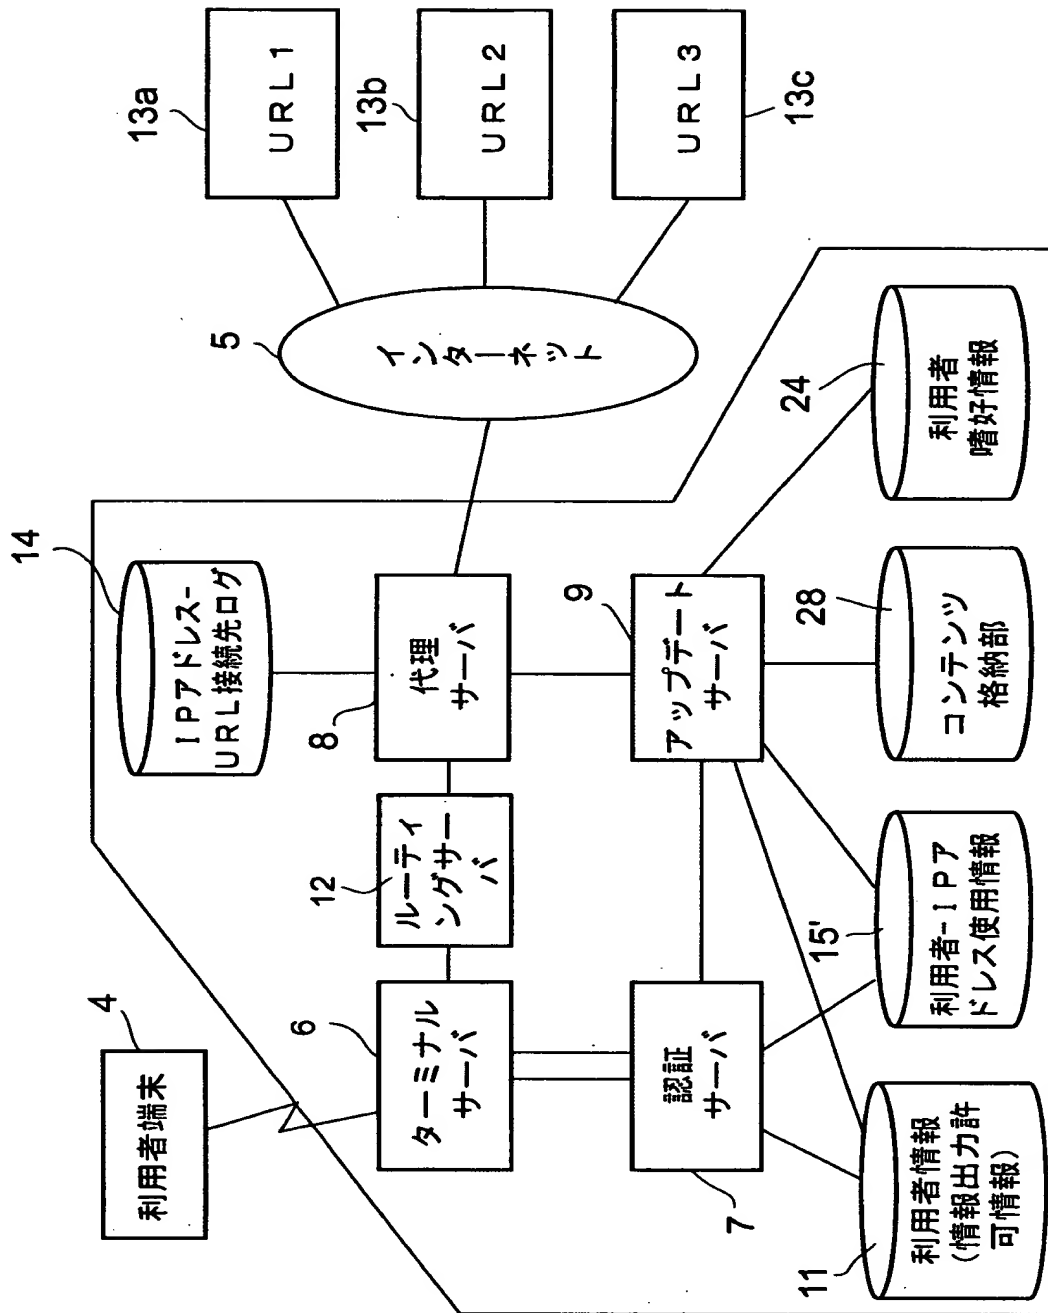 4
利用者端末
6
ターミナル
サーバ
12
ルーティ
ングサー
バ
8
代理
サーバ
14
IPアドレス-
URL接続先ログ
5
インターネット
13a
URL1
13b
URL2
13c
URL3
7
認証
サーバ
9
アップデート
サーバ
11
利用者情報
(情報出力許
可情報)
15'
利用者-IPア
ドレス使用情報
28
コンテンツ
格納部
24
利用者
嗜好情報